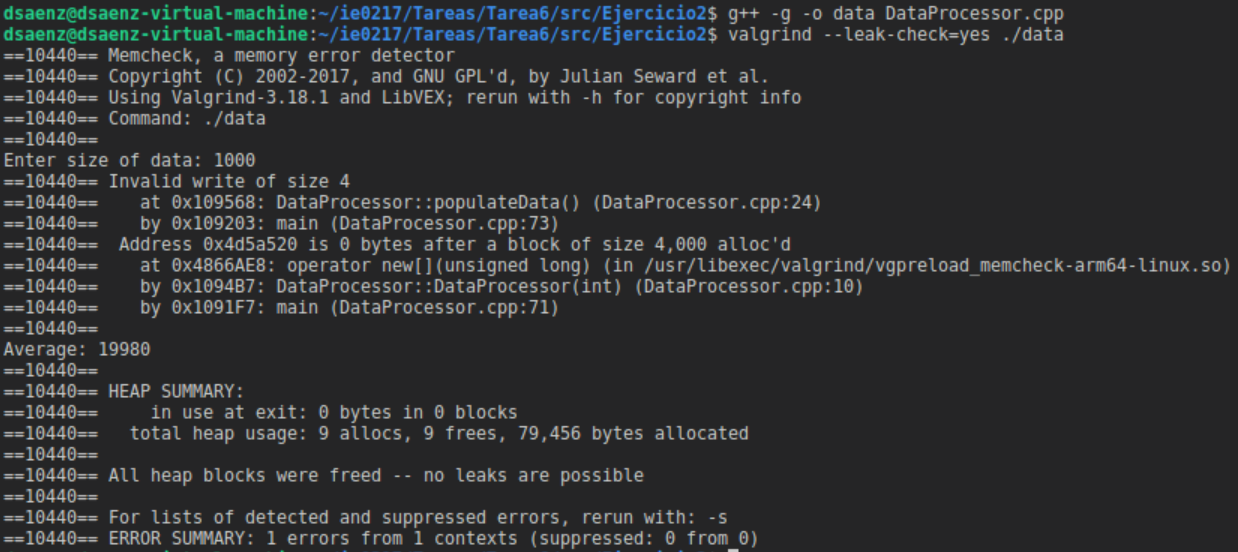 dsaenz@dsaenz-virtual-machine:~/ie0217/Tareas/Tarea6/src/Ejercicio2$ g++ -g -o data DataProcessor.cpp
dsaenz@dsaenz-virtual-machine:~/ie0217/Tareas/Tarea6/src/Ejercicio2$ valgrind --leak-check=yes ./data
==10440== Memcheck, a memory error detector
==10440== Copyright (C) 2002-2017, and GNU GPL'd, by Julian Seward et al.
==10440== Using Valgrind-3.18.1 and LibVEX; rerun with -h for copyright info
==10440== Command: ./data
==10440==
Enter size of data: 1000
==10440== Invalid write of size 4
==10440==    at 0x109568: DataProcessor::populateData() (DataProcessor.cpp:24)
==10440==    by 0x109203: main (DataProcessor.cpp:73)
==10440==  Address 0x4d5a520 is 0 bytes after a block of size 4,000 alloc'd
==10440==    at 0x4866AE8: operator new[](unsigned long) (in /usr/libexec/valgrind/vgpreload_memcheck-arm64-linux.so)
==10440==    by 0x1094B7: DataProcessor::DataProcessor(int) (DataProcessor.cpp:10)
==10440==    by 0x1091F7: main (DataProcessor.cpp:71)
==10440==
Average: 19980
==10440==
==10440== HEAP SUMMARY:
==10440==     in use at exit: 0 bytes in 0 blocks
==10440==   total heap usage: 9 allocs, 9 frees, 79,456 bytes allocated
==10440==
==10440== All heap blocks were freed -- no leaks are possible
==10440==
==10440== For lists of detected and suppressed errors, rerun with: -s
==10440== ERROR SUMMARY: 1 errors from 1 contexts (suppressed: 0 from 0)